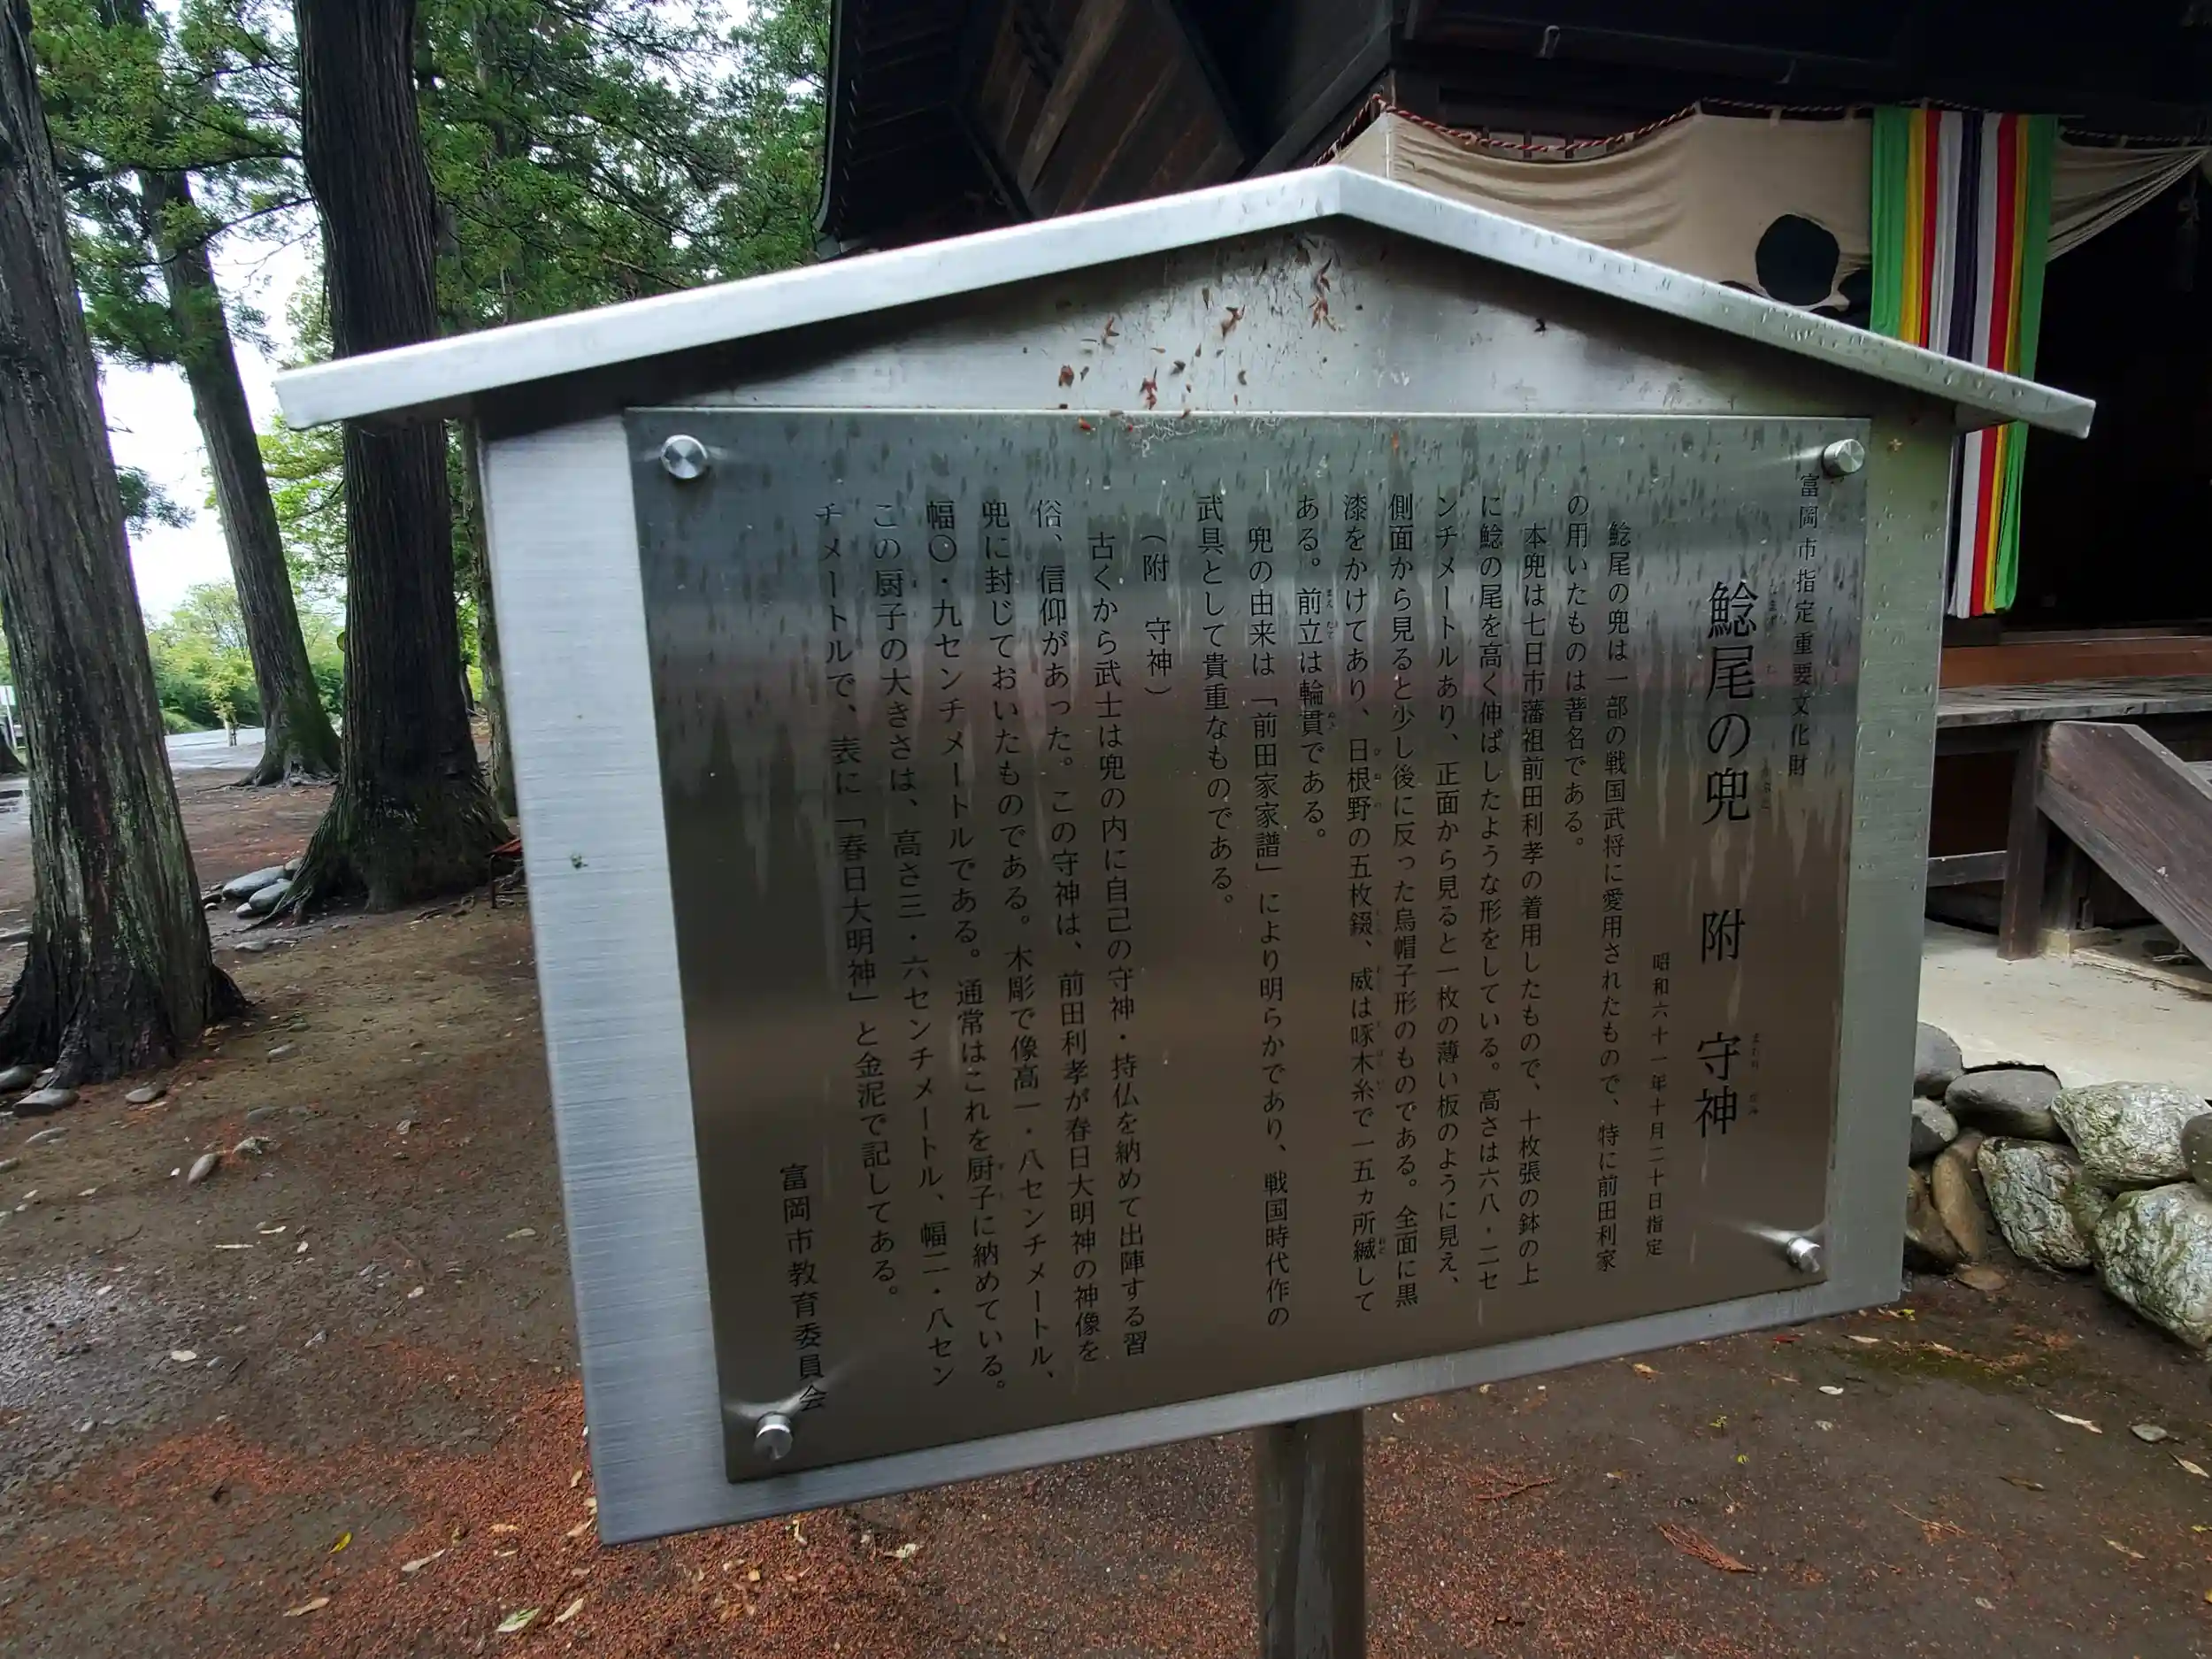 富岡市指定重要文化財
鯰尾の兜　附　守神
昭和六十一年十月二十日指定
鯰尾の兜は一部の戦国武将に愛用されたもので、特に前田利家
の用いたものは著名である。
本兜は七日市藩祖前田利孝の着用したもので、十枚張の鉢の上
に鯰の尾を高く伸ばしたような形をしている。高さは六八・二セ
ンチメートルあり、正面から見ると一枚の薄い板のように見え、
側面から見ると少し後に反った烏帽子形のものである。全面に黒
漆をかけてあり、日根野の五枚錣、威は啄木糸で一五ヵ所縅して
ある。前立は輪貫である。
兜の由来は「前田家家譜」により明らかであり、戦国時代作の
武具として貴重なものである。
（附　守神）
古くから武士は兜の内に自己の守神・持仏を納めて出陣する習
俗、信仰があった。この守神は、前田利孝が春日大明神の神像を
兜に封じておいたものである。木彫で像高一・八センチメートル、
幅〇・九センチメートルである。通常はこれを厨子に納めている。
この厨子の大きさは、高さ三・六センチメートル、幅二・八セン
チメートルで、表に「春日大明神」と金泥で記してある。
富岡市教育委員会